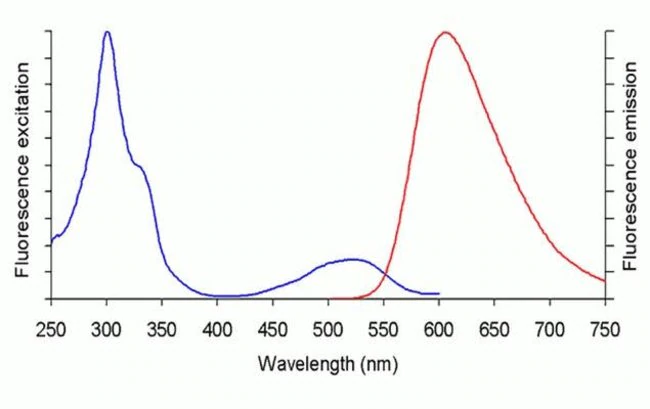 Fluorescence excitation
Fluorescence emission
250 300 350 400 450 500 550 600 650 700 750
Wavelength (nm)